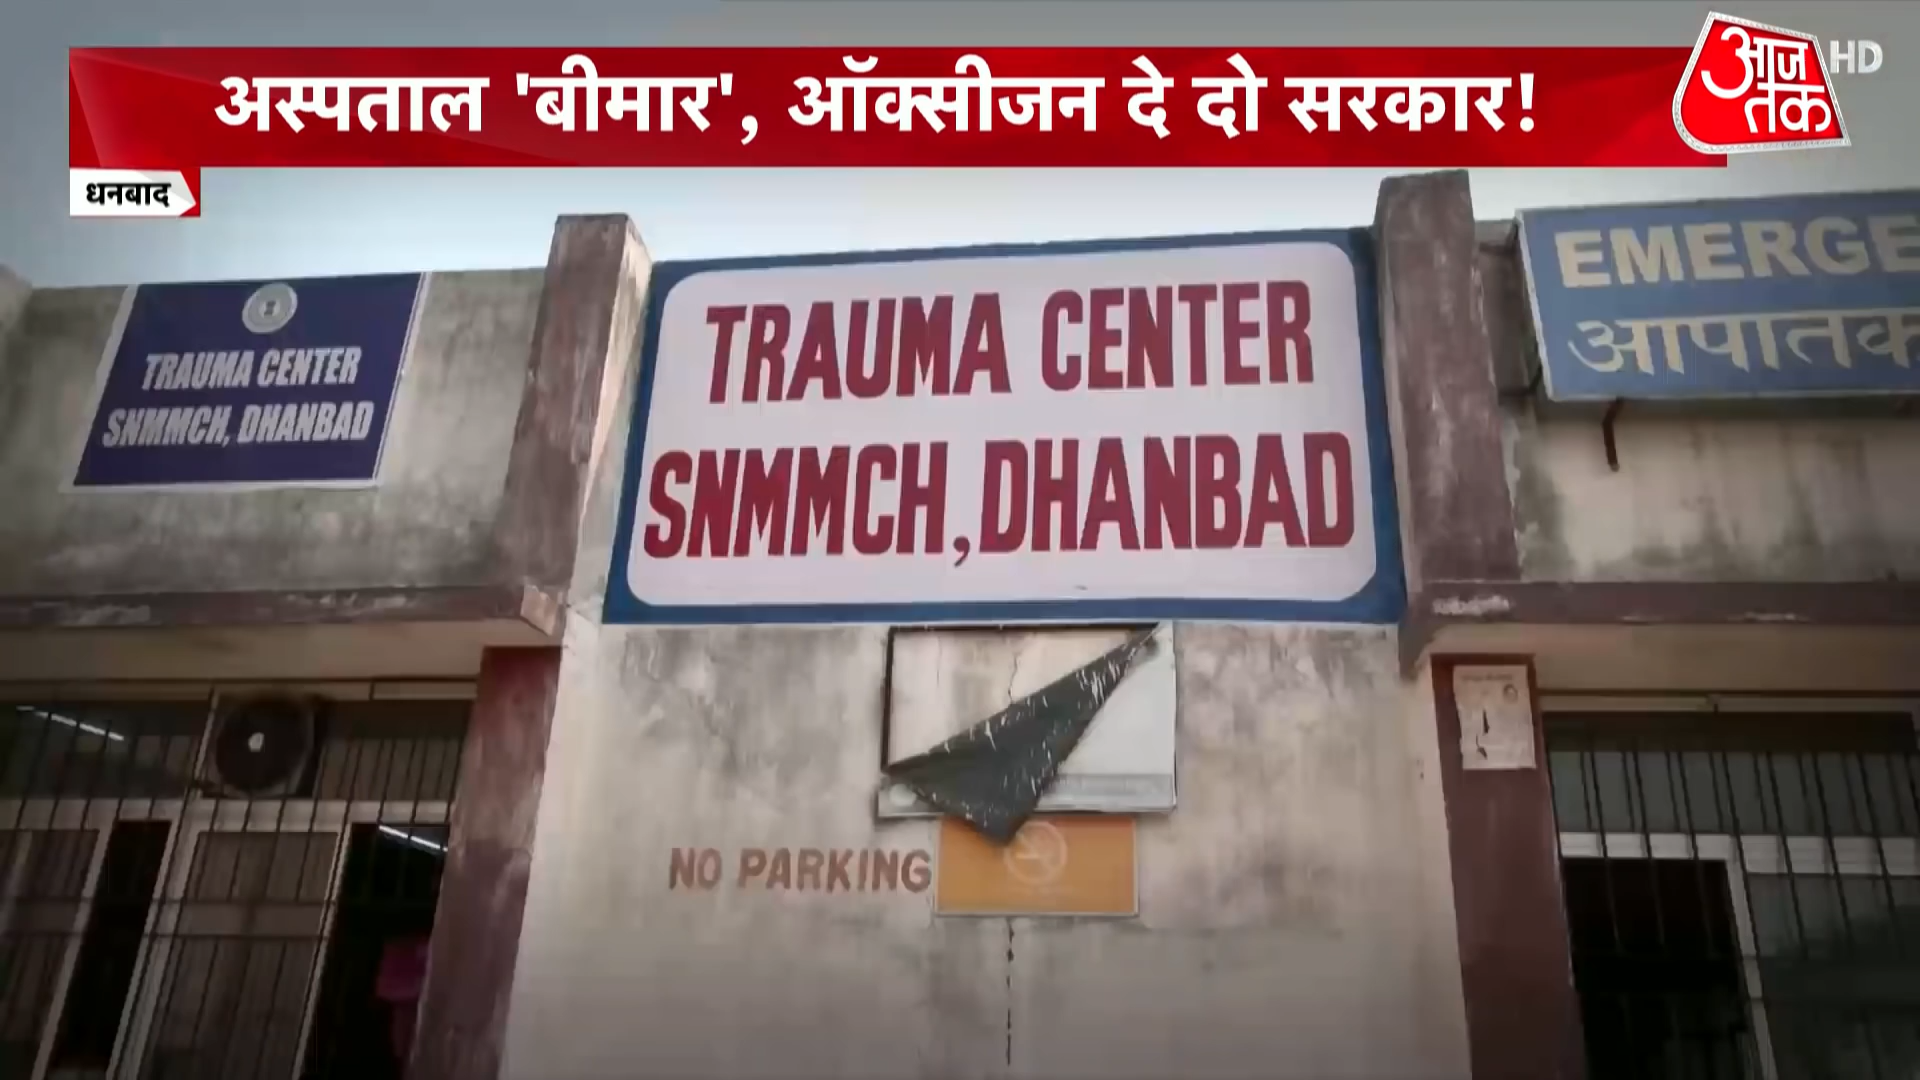 अस्पताल 'बीमार', ऑक्सीजन दे दो सरकार!
आज
तक
HD
धनबाद
TRAUMA CENTER
SNMMCH, DHANBAD
TRAUMA CENTER
SNMMCH, DHANBAD
EMERGE
आपातक
NO PARKING